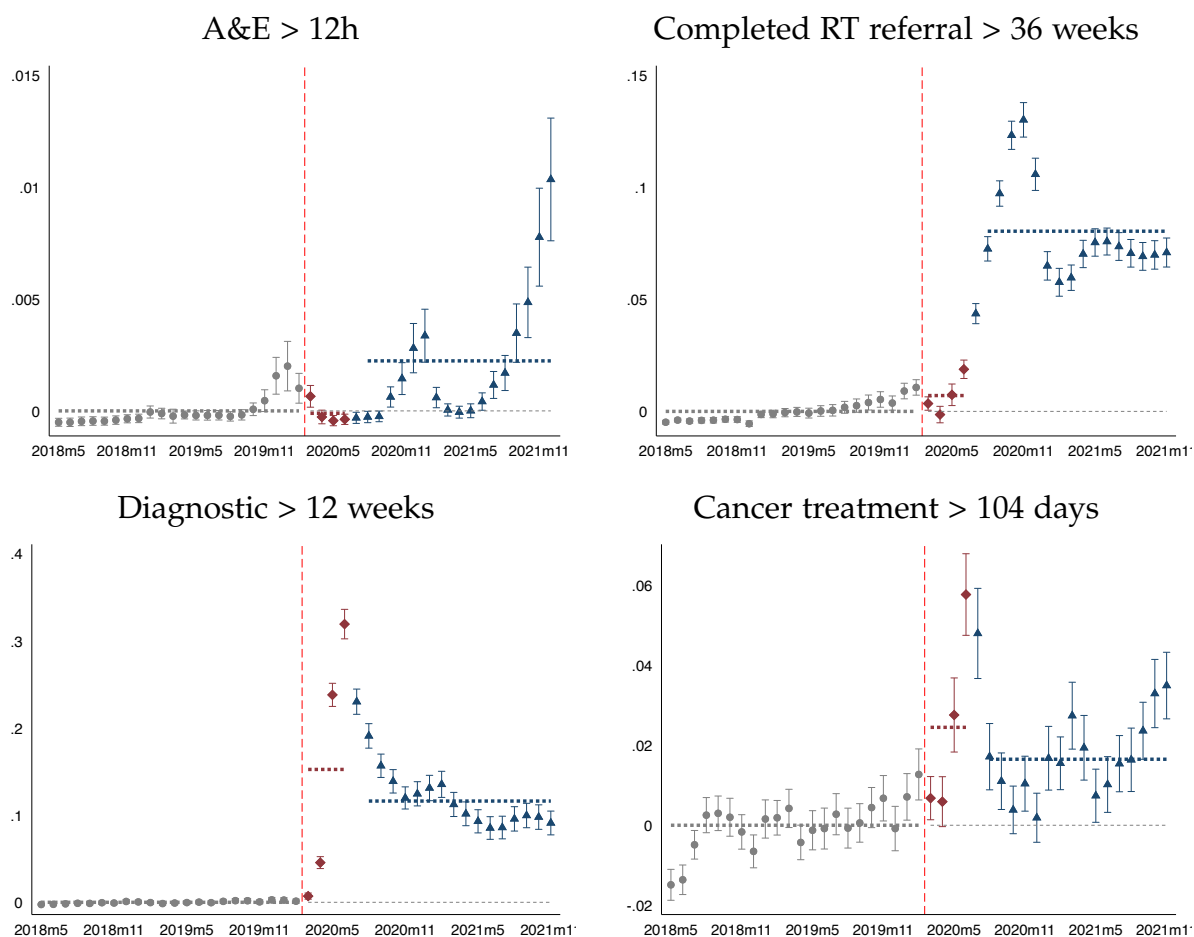 A&E > 12h
.015
.01
.005
0
2018m5 2018m11 2019m5 2019m11 2020m5 2020m11 2021m5 2021m11
Completed RT referral > 36 weeks
.15
.1
.05
0
2018m5 2018m11 2019m5 2019m11 2020m5 2020m11 2021m5 2021m11
Diagnostic > 12 weeks
.4
.3
.2
.1
0
2018m5 2018m11 2019m5 2019m11 2020m5 2020m11 2021m5 2021m1
Cancer treatment > 104 days
.06
.04
.02
0
-.02
2018m5 2018m11 2019m5 2019m11 2020m5 2020m11 2021m5 2021m11